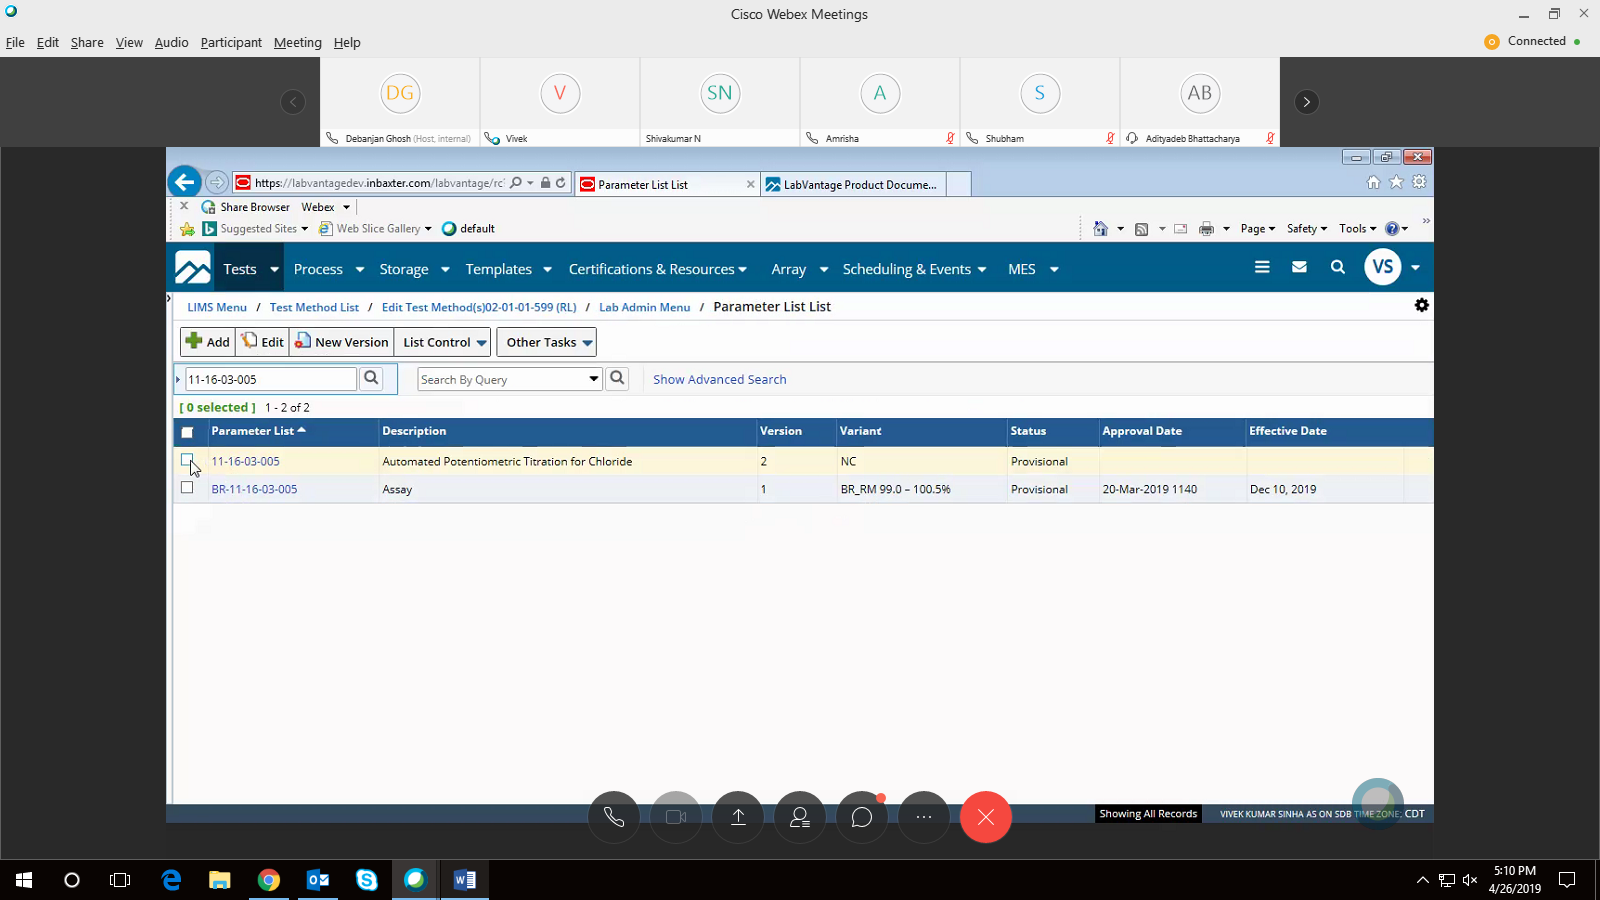 Cisco Webex Meetings
File Edit Share View Audio Participant Meeting Help
Connected
DG V SN A S AB
Debanjan Ghosh (Host, internal) Vivek Shivakumar N Amrisha Shubham Adityadeb Bhattacharya
https://labvantagedev.inbaxter.com/labvantage/rc Parameter List List LabVantage Product Docume...
Share Browser Webex
Suggested Sites Web Slice Gallery default Page Safety Tools
Tests Process Storage Templates Certifications & Resources Array Scheduling & Events MES VS
LIMS Menu / Test Method List / Edit Test Method(s)02-01-01-599 (RL) / Lab Admin Menu / Parameter List List
Add Edit New Version List Control Other Tasks
11-16-03-005 Search By Query Show Advanced Search
[ 0 selected ] 1 - 2 of 2
Parameter List Description Version Variant Status Approval Date Effective Date
11-16-03-005 Automated Potentiometric Titration for Chloride 2 NC Provisional
BR-11-16-03-005 Assay 1 BR_RM 99.0 – 100.5% Provisional 20-Mar-2019 1140 Dec 10, 2019
Showing All Records VIVEK KUMAR SINHA AS ON SDB TIME ZONE: CDT
5:10 PM
4/26/2019